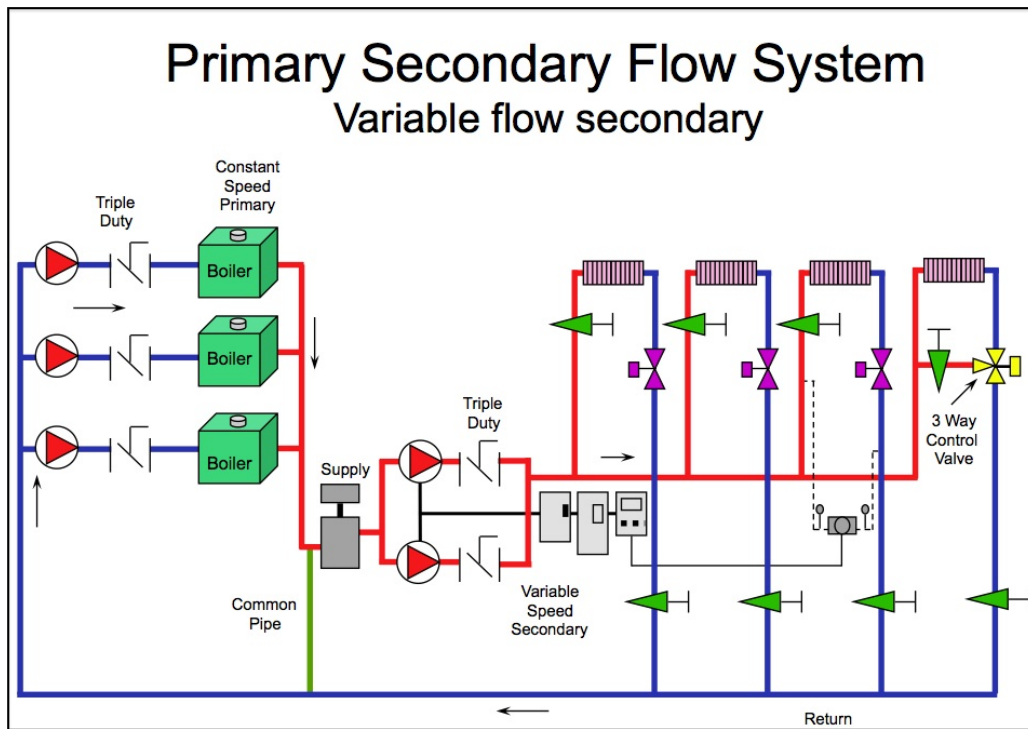 Primary Secondary Flow System
Variable flow secondary
Constant
Speed
Primary
Triple
Duty
Boiler
Boiler
Boiler
Triple
Duty
3 Way
Control
Valve
Supply
Common
Pipe
Variable
Speed
Secondary
Return